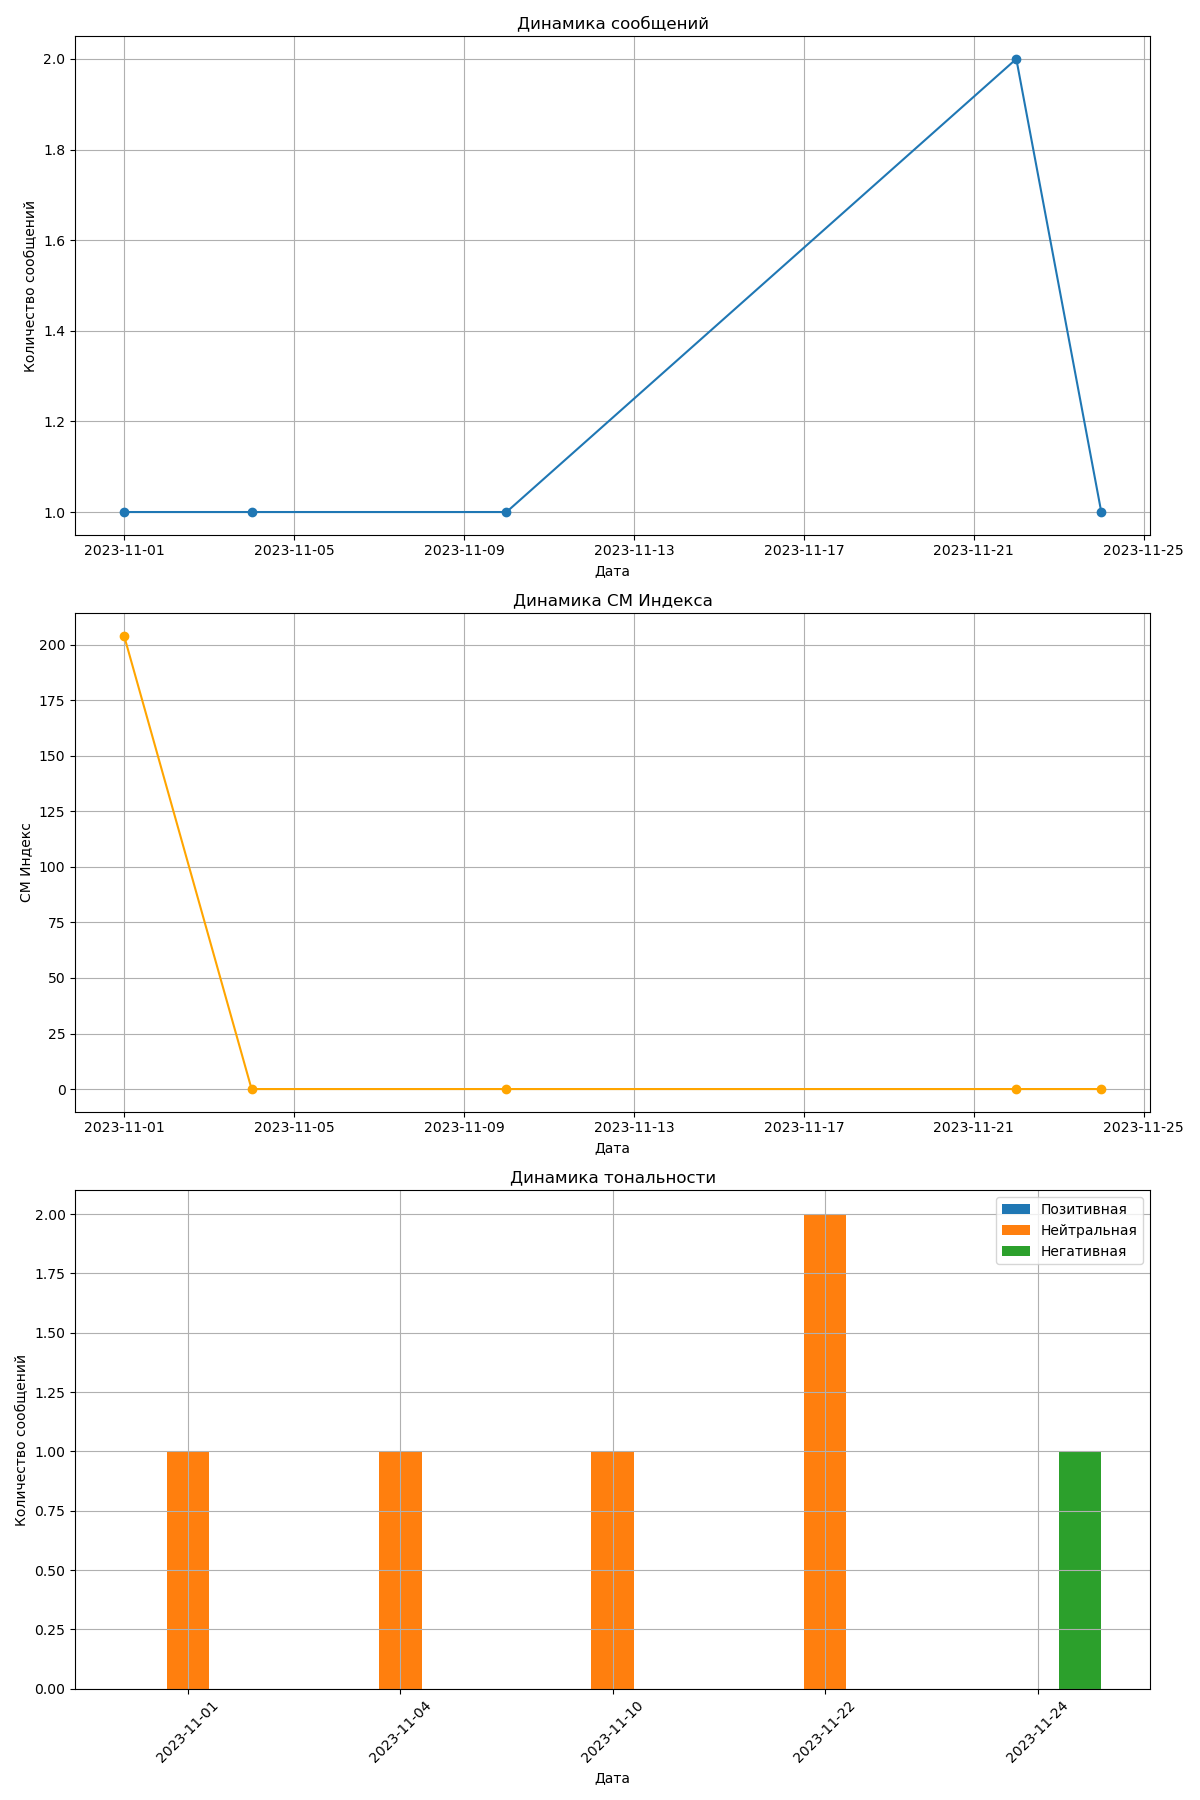 Динамика сообщений
Количество сообщений
2.0
1.8
1.6
1.4
1.2
1.0
2023-11-01 2023-11-05 2023-11-09 2023-11-13 2023-11-17 2023-11-21 2023-11-25
Дата
Динамика СМ Индекса
СМ Индекс
200
175
150
125
100
75
50
25
0
2023-11-01 2023-11-05 2023-11-09 2023-11-13 2023-11-17 2023-11-21 2023-11-25
Дата
Динамика тональности
Количество сообщений
Позитивная
Нейтральная
Негативная
2.00
1.75
1.50
1.25
1.00
0.75
0.50
0.25
0.00
2023-11-01 2023-11-04 2023-11-10 2023-11-22 2023-11-24
Дата